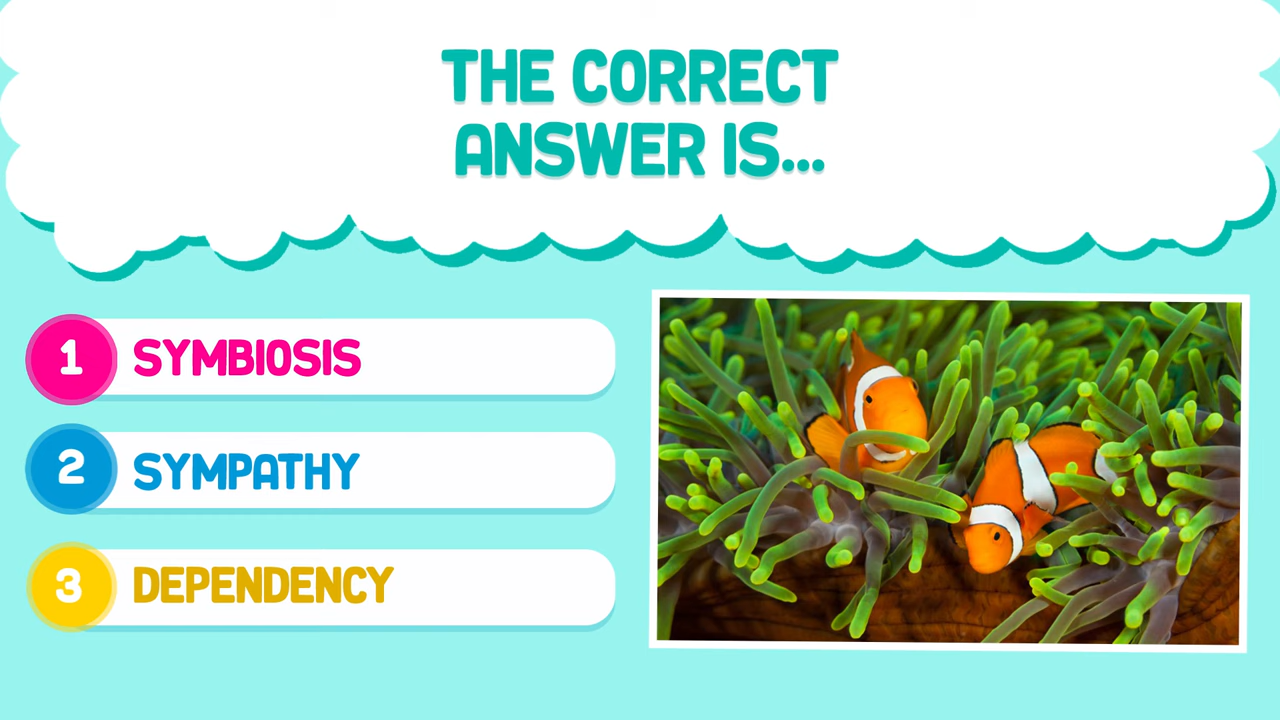 THE CORRECT
ANSWER IS...
1 SYMBIOSIS
2 SYMPATHY
3 DEPENDENCY